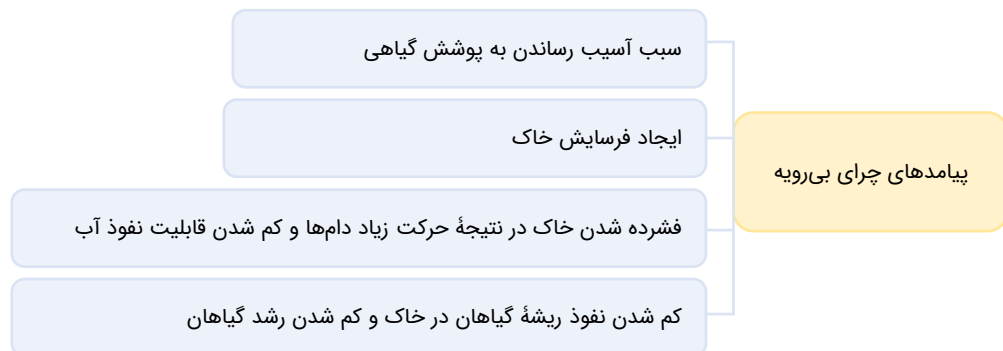 پیامدهای چرای بی‌رویه
سبب آسیب رساندن به پوشش گیاهی
ایجاد فرسایش خاک
فشرده شدن خاک در نتیجهٔ حرکت زیاد دام‌ها و کم شدن قابلیت نفوذ آب
کم شدن نفوذ ریشهٔ گیاهان در خاک و کم شدن رشد گیاهان